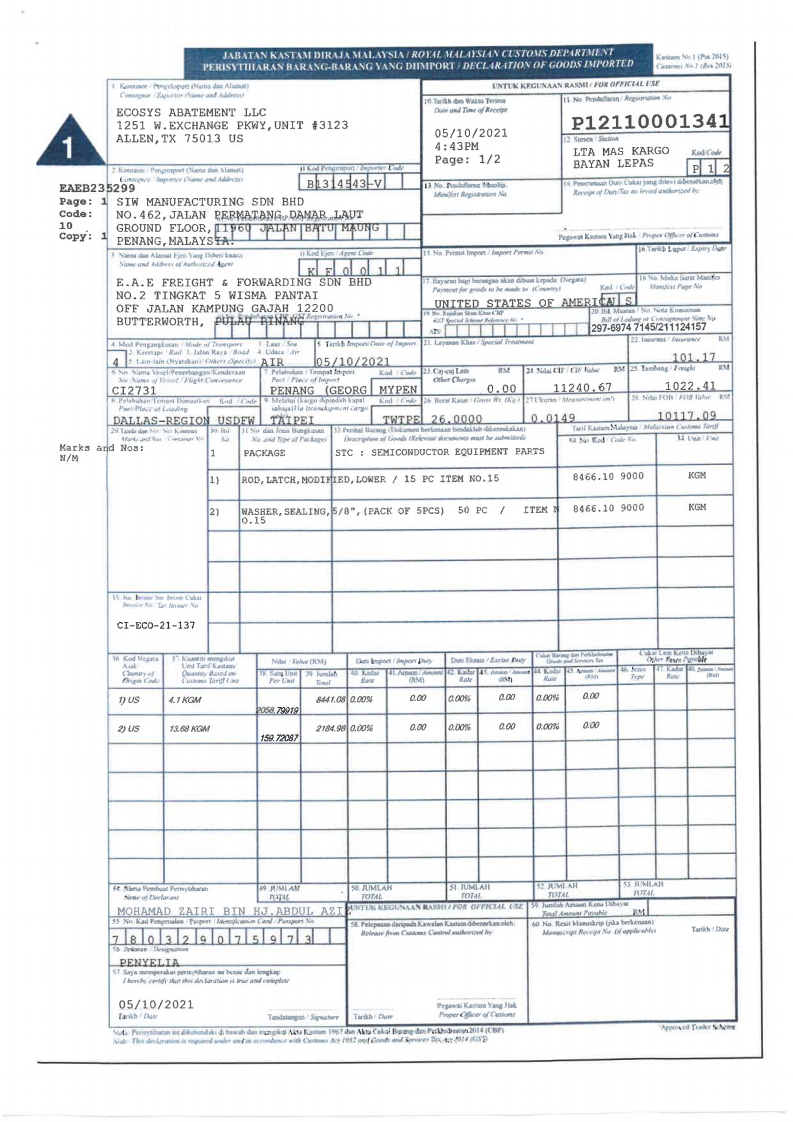 JABATAN KASTAM DIRAJA MALAYSIA / ROYAL MALAYSIAN CUSTOMS DEPARTMENT
PERISYTIHARAN BARANG-BARANG YANG DIIMPORT / DECLARATION OF GOODS IMPORTED
Kastam No.1 (Pin 2015)
Customs No.1 (Rev 2015)
1
EAEB235299
Page: 1
Code:
10
Copy: 1
1. Konsainor / Pengeksport (Nama dan Alamat)
Consignor / Exporter (Name and Address)
ECOSYS ABATEMENT LLC
1251 W.EXCHANGE PKWY,UNIT #3123
ALLEN,TX 75013 US
UNTUK KEGUNAAN RASMI / FOR OFFICIAL USE
10. Tarikh dan Waktu Terima
Date and Time of Receipt
05/10/2021
4:43PM
Page: 1/2
11. No. Pendaftaran / Registration No
P12110001341
12. Stesen / Station
LTA MAS KARGO
BAYAN LEPAS
Kod/Code
P 1 2
2. Konsaini / Pengimport (Nama dan Alamat)
Consignee / Importer (Name and Address)
i) Kod Pengimport / Importer Code
B1314543-V
SIW MANUFACTURING SDN BHD
NO.462,JALAN PERMATANG DAMAR LAUT
GROUND FLOOR,11960 JALAN BATU MAUNG
PENANG,MALAYSIA.
13. No. Pendaftaran Manifes
Manifest Registration No
14. Penerimaan Duti/Cukai yang dilevi dibenarkan oleh:
Receipt of Duty/Tax as levied authorized by:
Pegawai Kastam Yang Hak / Proper Officer of Customs
3. Nama dan Alamat Ejen Yang Diberi kuasa
Name and Address of Authorized Agent
i) Kod Ejen / Agent Code
K F 0 0 1 1
E.A.E FREIGHT & FORWARDING SDN BHD
NO.2 TINGKAT 5 WISMA PANTAI
OFF JALAN KAMPUNG GAJAH 12200
BUTTERWORTH, PULAU PINANG
15. No. Permit Import / Import Permit No.
16 Tarikh Luput / Expiry Date
17. Bayaran bagi barangan akan dibuat kepada: (Negara)
Payment for goods to be made to. (Country)
Kod / Code
UNITED STATES OF AMERICA U S
18 No. Muka Surat Manifes
Manifest Page No
19. No. Rujukan Skim Khas CBP
GST Special Scheme Reference No. *
ATS:
20 Bil. Muatan / No. Nota Konsainan
Bill of Lading or Consignment Note No
297-6974 7145/211124157
4. Mod Pengangkutan / Mode of Transport 1. Laut / Sea
2. Keretapi / Rail 3. Jalan Raya / Road 4. Udara / Air
5. Lain-lain (Nyatakan) / Others (Specify)
4 AIR
5. Tarikh Import/Date of Import
05/10/2021
21. Layanan Khas / Special Treatment
22. Insurans / Insurance RM
101.17
6. No./Nama Vesel/Penerbangan/Kenderaan
No./Name of Vessel / Flight/Conveyance
CI2731
7. Pelabuhan / Tempat Import Kod / Code
Port / Place of Import
PENANG (GEORG MYPEN
23. Caj-caj Lain RM
Other Charges
0.00
24 Nilai CIF / CIF Value RM
11240.67
25. Tambang / Freight RM
1022.41
8. Pelabuhan/Tempat Dimuatkan Kod / Code
Port/Place of Loading
DALLAS-REGION USDFW
9. Melalui (kargo dipindah kapal sahaja) Kod / Code
Via (transhipment cargo
TAIPEI TWTPE
26. Berat Kasar / Gross Wt. (Kg.)
26.0000
27 Ukuran / Measurement (m³)
0.0149
28. Nilai FOB / FOB Value RM
10117.09
29. Tanda dan No./No. Kontena
Marks and Nos. / Container No.
30. Bil
No
31. No. dan Jenis Bungkusan
No. and Type of Packages
32. Perihal Barang (Dokumen berkenaan hendaklah dikemukakan)
(Description of Goods (Relevant documents must be submitted)
Tarif Kastam Malaysia / Malaysian Customs Tariff
33. No. Kod / Code No.
34. Unit / Unit
Marks and Nos:
N/M
1 PACKAGE STC : SEMICONDUCTOR EQUIPMENT PARTS
1) ROD,LATCH,MODIFIED,LOWER / 15 PC ITEM NO.15 8466.10 9000 KGM
2) WASHER,SEALING,5/8",(PACK OF 5PCS) 50 PC / ITEM N 8466.10 9000 KGM
O.15
35. No. Invois/ No. Invois Cukai
Invoice No/ Tax Invoice No
CI-ECO-21-137
36. Kod Negara Asal/
Country of Origin Code
37. Kuantiti mengikut Unit Tarif Kastam/
Quantity Based on Customs Tariff Unit
Nilai / Value (RM)
38. Satu Unit
Per Unit
39. Jumlah
Total
Duti Import / Import Duty
40. Kadar
Rate
41. Amaun / Amount
(RM)
Duti Eksais / Excise Duty
42. Kadar
Rate
43. Amaun / Amount
(RM)
Cukai Barang dan Perkhidmatan
Goods and Services Tax
44. Kadar
Rate
45. Amaun / Amount
(RM)
Cukai Lain Kena Dibayar
Other Taxes Payable
46. Jenis
Type
47. Kadar
Rate
48. Amaun / Amount
(RM)
1) US 4.1 KGM 2058.79919 8441.08 0.00% 0.00 0.00% 0.00 0.00% 0.00
2) US 13.68 KGM 159.72087 2184.98 0.00% 0.00 0.00% 0.00 0.00% 0.00
54. Nama Pembuat Perisytiharan
Name of Declarant
MOHAMAD ZAIRI BIN HJ.ABDUL AZI
49. JUMLAH
TOTAL
50. JUMLAH
TOTAL
51. JUMLAH
TOTAL
52. JUMLAH
TOTAL
53. JUMLAH
TOTAL
55. No. Kad Pengenalan / Pasport / Identification Card / Passport No.
7 8 0 3 2 9 0 7 5 9 7 3
56. Jawatan / Designation
PENYELIA
57. Saya memperakui perisytiharan ini benar dan lengkap
I hereby certify that this declaration is true and complete
05/10/2021
Tarikh / Date
Tandatangan / Signature
UNTUK KEGUNAAN RASMI / FOR OFFICIAL USE
58. Pelepasan daripada Kawalan Kastam dibenarkan oleh:
Release from Customs Control authorized by
Tarikh / Date
Pegawai Kastam Yang Hak
Proper Officer of Customs
59. Jumlah Amaun Kena Dibayar
Total Amount Payable RM
60. No. Resit Manuskrip (jika berkenaan)
Manuscript Receipt No. (if applicable)
Tarikh / Date
Nota: Perisytiharan ini dikehendaki di bawah dan mengikut Akta Kastam 1967 dan Akta Cukai Barang dan Perkhidmatan 2014 (CBP)
Note: This declaration is required under and in accordance with Customs Act 1967 and Goods and Services Tax Act 2014 (GST)
*Approved Trader Scheme